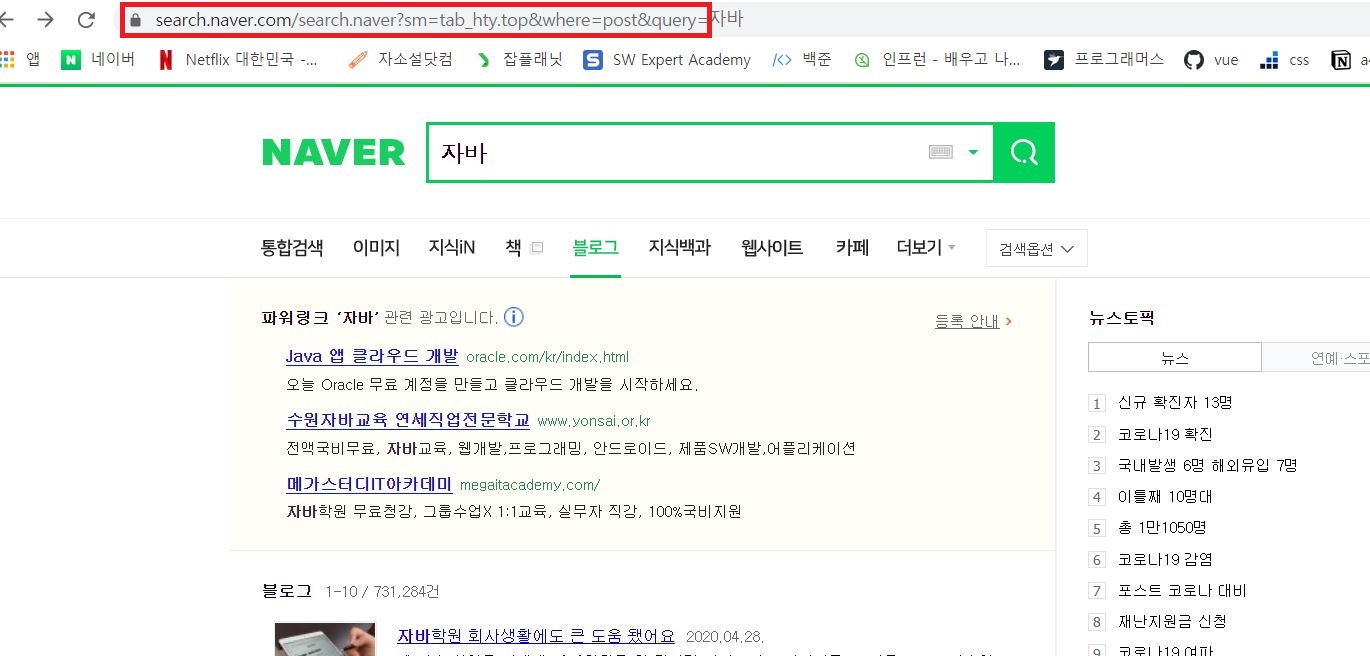 search.naver.com/search.naver?sm=tab_hty.top&where=post&query=자바
앱 네이버 Netflix 대한민국 -... 자소설닷컴 잡플래닛 SW Expert Academy 백준 인프런 - 배우고 나... 프로그래머스 vue css
NAVER 자바
통합검색 이미지 지식iN 책 블로그 지식백과 웹사이트 카페 더보기 검색옵션
파워링크 ‘자바’ 관련 광고입니다. 등록 안내
Java 앱 클라우드 개발 oracle.com/kr/index.html
오늘 Oracle 무료 계정을 만들고 클라우드 개발을 시작하세요.
수원자바교육 연세직업전문학교 www.yonsai.or.kr
전액국비무료, 자바교육, 웹개발,프로그래밍, 안드로이드, 제품SW개발,어플리케이션
메가스터디IT아카데미 megaitacademy.com/
자바학원 무료청강, 그룹수업X 1:1교육, 실무자 직강, 100%국비지원
블로그 1-10 / 731,284건
자바학원 회사생활에도 큰 도움 됐어요 2020.04.28.
뉴스토픽
뉴스 연예·스포
1 신규 확진자 13명
2 코로나19 확진
3 국내발생 6명 해외유입 7명
4 이틀째 10명대
5 총 1만1050명
6 코로나19 감염
7 포스트 코로나 대비
8 재난지원금 신청
9 코로나19 여파